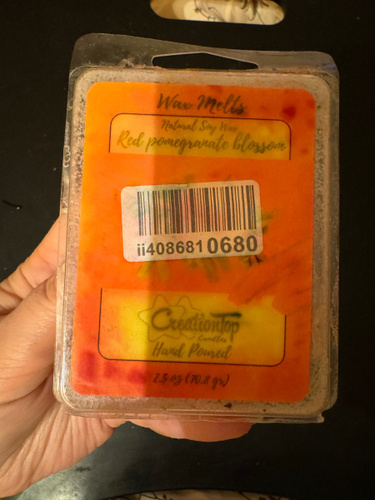 Wax Melts
Natural Soy Wax
Red pomegranate blossom
ii4086810680
Creationtop
Candles
Hand Poured
2.5 oz (70.8 gr)